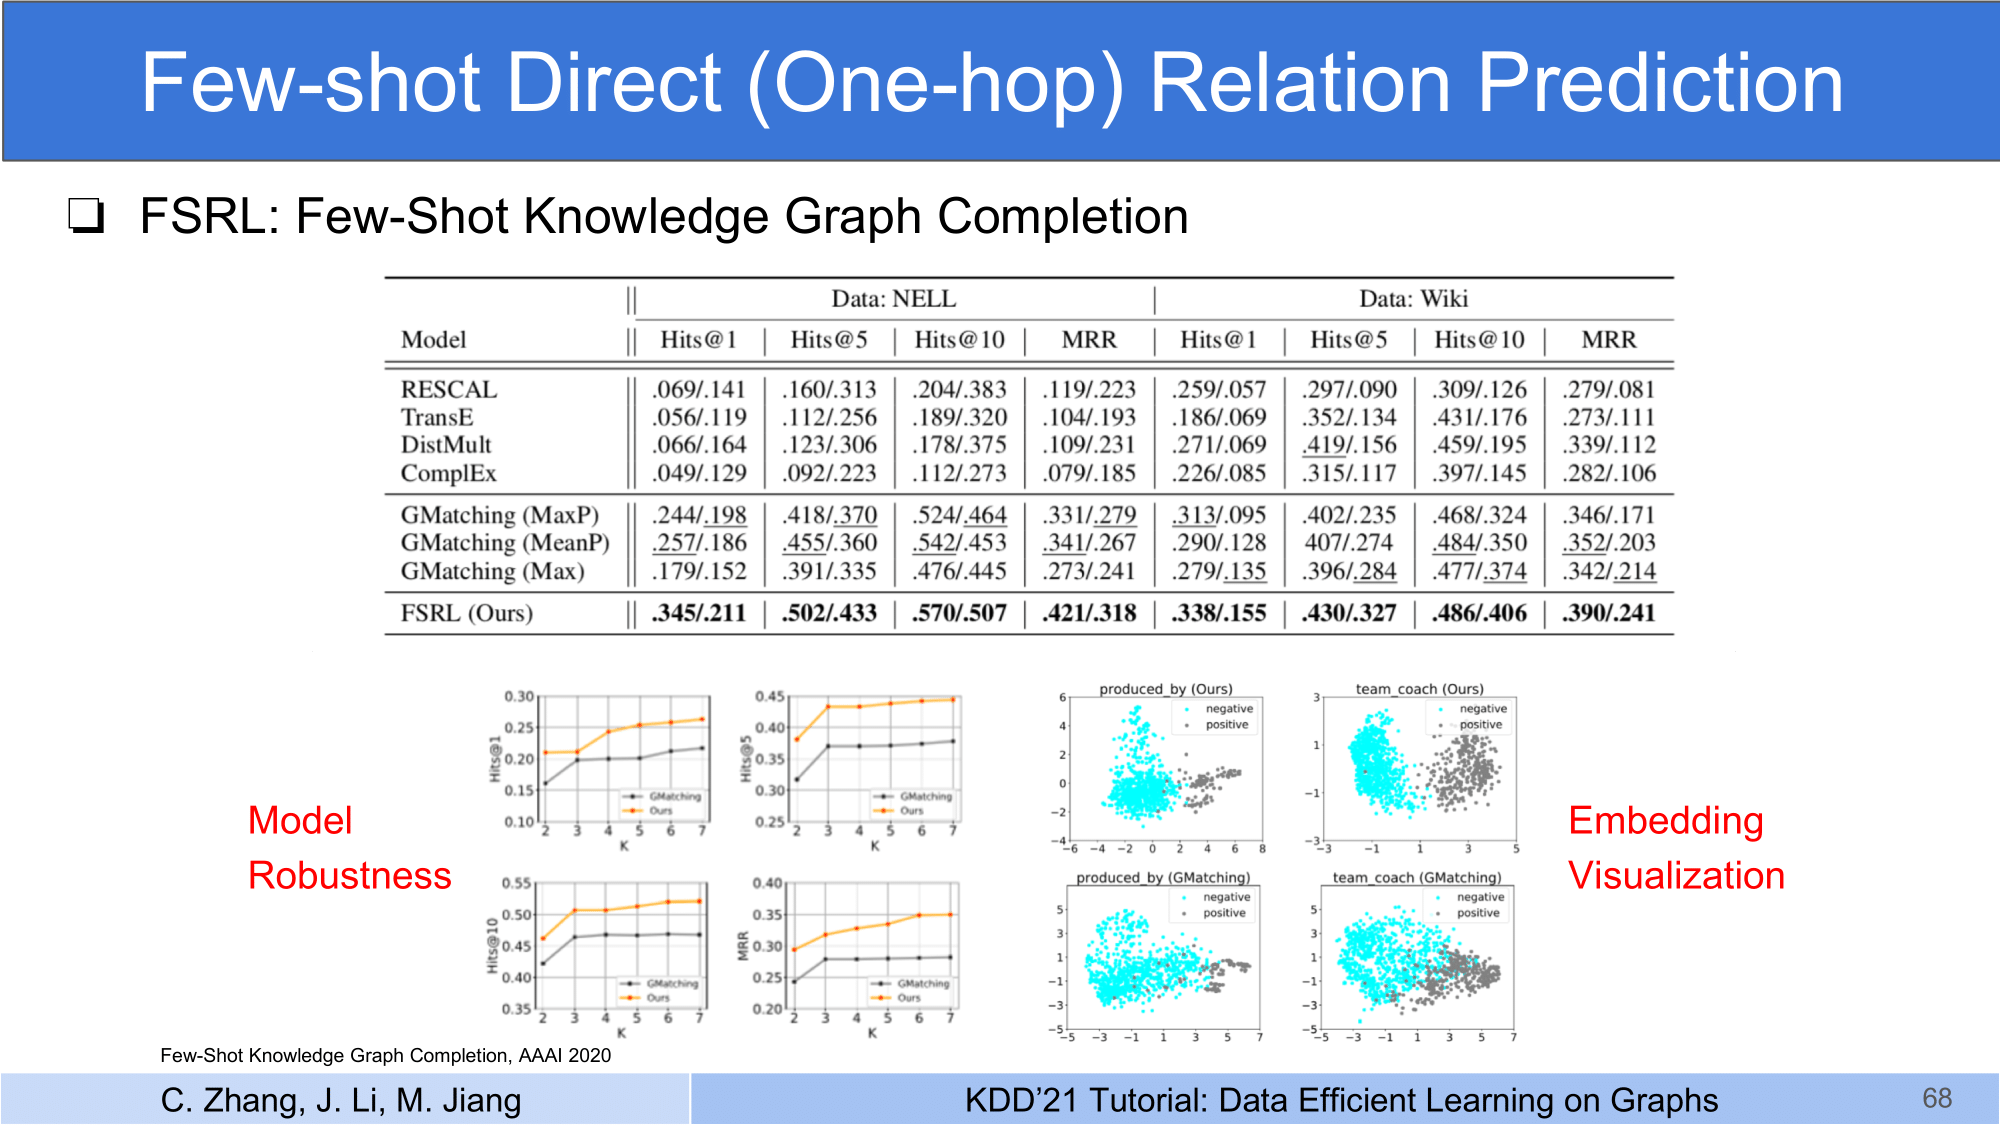 Few-shot Direct (One-hop) Relation Prediction
❏ FSRL: Few-Shot Knowledge Graph Completion
Data: NELL | Data: Wiki
Model | Hits@1 | Hits@5 | Hits@10 | MRR | Hits@1 | Hits@5 | Hits@10 | MRR
RESCAL | .069/.141 | .160/.313 | .204/.383 | .119/.223 | .259/.057 | .297/.090 | .309/.126 | .279/.081
TransE | .056/.119 | .112/.256 | .189/.320 | .104/.193 | .186/.069 | .352/.134 | .431/.176 | .273/.111
DistMult | .066/.164 | .123/.306 | .178/.375 | .109/.231 | .271/.069 | .419/.156 | .459/.195 | .339/.112
ComplEx | .049/.129 | .092/.223 | .112/.273 | .079/.185 | .226/.085 | .315/.117 | .397/.145 | .282/.106
GMatching (MaxP) | .244/.198 | .418/.370 | .524/.464 | .331/.279 | .313/.095 | .402/.235 | .468/.324 | .346/.171
GMatching (MeanP) | .257/.186 | .455/.360 | .542/.453 | .341/.267 | .290/.128 | 407/.274 | .484/.350 | .352/.203
GMatching (Max) | .179/.152 | .391/.335 | .476/.445 | .273/.241 | .279/.135 | .396/.284 | .477/.374 | .342/.214
FSRL (Ours) | .345/.211 | .502/.433 | .570/.507 | .421/.318 | .338/.155 | .430/.327 | .486/.406 | .390/.241
Model
Robustness
Hits@1
0.30
0.25
0.20
0.15
0.10
2 3 4 5 6 7
K
GMatching
Ours
Hits@5
0.45
0.40
0.35
0.30
0.25
2 3 4 5 6 7
K
GMatching
Ours
Hits@10
0.55
0.50
0.45
0.40
0.35
2 3 4 5 6 7
K
GMatching
Ours
MRR
0.40
0.35
0.30
0.25
0.20
2 3 4 5 6 7
K
GMatching
Ours
produced_by (Ours)
negative
positive
6
4
2
0
−2
−4
−6 −4 −2 0 2 4 6 8
team_coach (Ours)
negative
positive
3
1
−1
−3
−3 −1 1 3 5
produced_by (GMatching)
negative
positive
5
3
1
−1
−3
−5
−5 −3 −1 1 3 5 7
team_coach (GMatching)
negative
positive
5
3
1
−1
−3
−5
−5 −3 −1 1 3 5 7
Embedding
Visualization
Few-Shot Knowledge Graph Completion, AAAI 2020
C. Zhang, J. Li, M. Jiang
KDD’21 Tutorial: Data Efficient Learning on Graphs
68